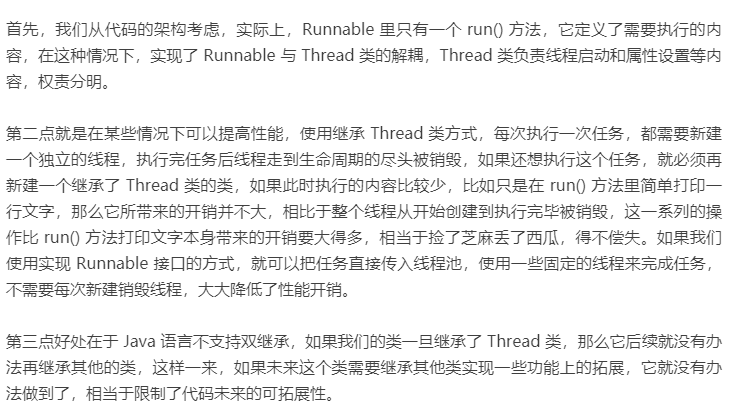 首先，我们从代码的架构考虑，实际上，Runnable 里只有一个 run() 方法，它定义了需要执行的内
容，在这种情况下，实现了 Runnable 与 Thread 类的解耦，Thread 类负责线程启动和属性设置等内
容，权责分明。
第二点就是在某些情况下可以提高性能，使用继承 Thread 类方式，每次执行一次任务，都需要新建
一个独立的线程，执行完任务后线程走到生命周期的尽头被销毁，如果还想执行这个任务，就必须再
新建一个继承了 Thread 类的类，如果此时执行的内容比较少，比如只是在 run() 方法里简单打印一
行文字，那么它所带来的开销并不大，相比于整个线程从开始创建到执行完毕被销毁，这一系列的操
作比 run() 方法打印文字本身带来的开销要大得多，相当于捡了芝麻丢了西瓜，得不偿失。如果我们
使用实现 Runnable 接口的方式，就可以把任务直接传入线程池，使用一些固定的线程来完成任务，
不需要每次新建销毁线程，大大降低了性能开销。
第三点好处在于 Java 语言不支持双继承，如果我们的类一旦继承了 Thread 类，那么它后续就没有办
法再继承其他的类，这样一来，如果未来这个类需要继承其他类实现一些功能上的拓展，它就没有办
法做到了，相当于限制了代码未来的可拓展性。